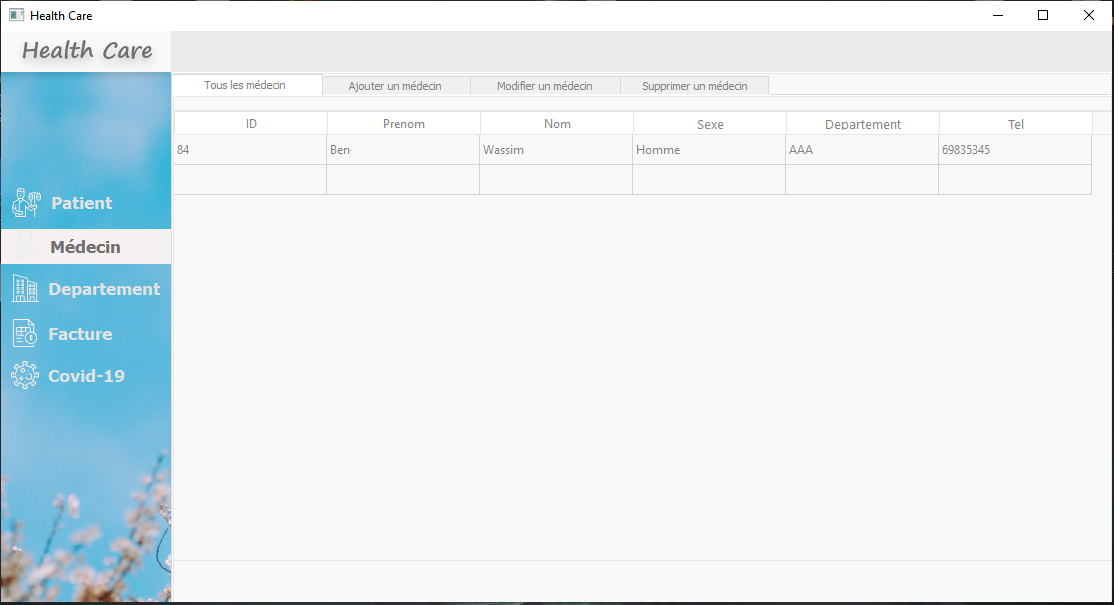 Health Care
Health Care
Tous les médecin Ajouter un médecin Modifier un médecin Supprimer un médecin
ID Prenom Nom Sexe Departement Tel
84 Ben Wassim Homme AAA 69835345
Patient
Médecin
Departement
Facture
Covid-19